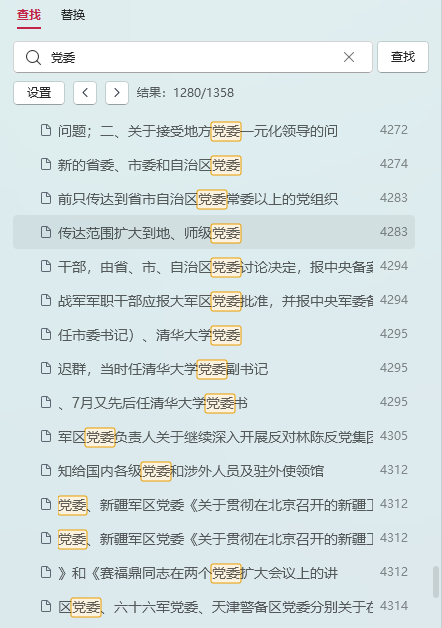 查找 替换
党委
查找
设置 结果：1280/1358
问题；二、关于接受地方党委一元化领导的问 4272
新的省委、市委和自治区党委 4274
前只传达到省市自治区党委常委以上的党组织 4283
传达范围扩大到地、师级党委 4283
干部，由省、市、自治区党委讨论决定，报中央备案 4294
战军军职干部应报大军区党委批准，并报中央军委备 4294
任市委书记）、清华大学党委 4295
迟群，当时任清华大学党委副书记 4295
、7月又先后任清华大学党委书 4295
军区党委负责人关于继续深入开展反对林陈反党集团 4305
知给国内各级党委和涉外人员及驻外使领馆 4312
党委、新疆军区党委《关于贯彻在北京召开的新疆工 4312
党委、新疆军区党委《关于贯彻在北京召开的新疆工 4312
》和《赛福鼎同志在两个党委扩大会议上的讲 4312
区党委、六十六军党委、天津警备区党委分别关于在 4314